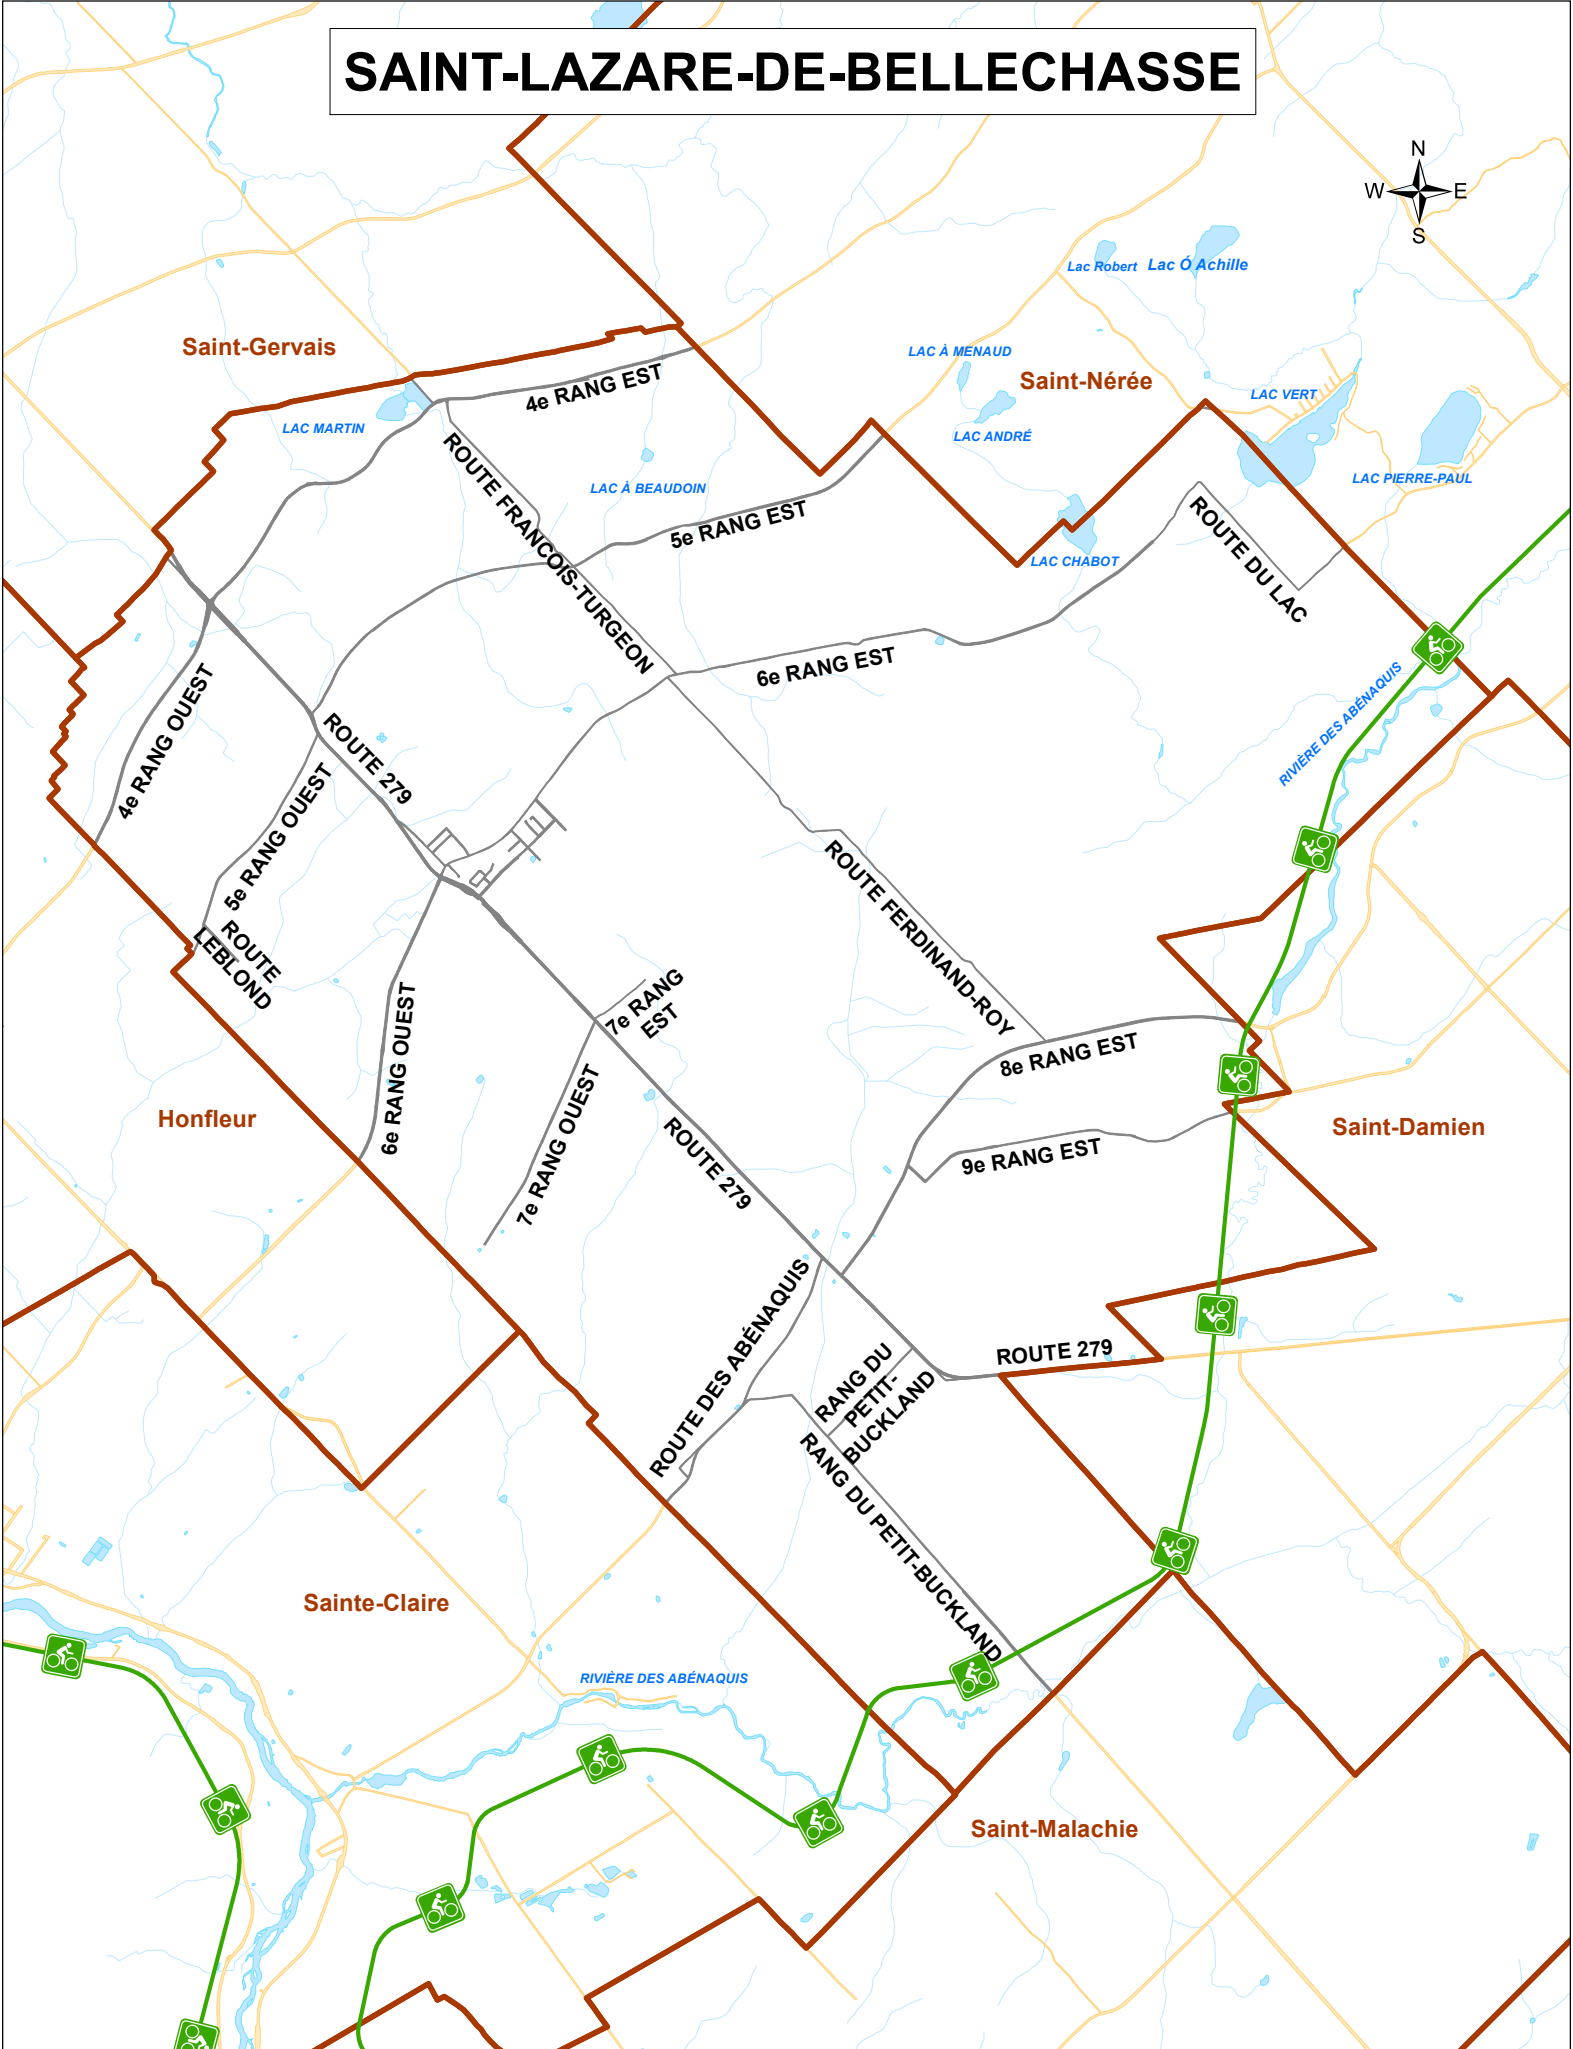 SAINT-LAZARE-DE-BELLECHASSE
N
W
E
S
Lac Robert
Lac Ó Achille
Saint-Gervais
LAC À MENAUD
Saint-Nérée
4e RANG EST
LAC VERT
LAC MARTIN
LAC ANDRÉ
ROUTE FRANCOIS-TURGEON
LAC À BEAUDOIN
LAC PIERRE-PAUL
5e RANG EST
ROUTE DU LAC
LAC CHABOT
6e RANG EST
4e RANG OUEST
RIVIÈRE DES ABÉNAQUIS
ROUTE 279
5e RANG OUEST
ROUTE FERDINAND-ROY
ROUTE
LEBLOND
7e RANG
EST
6e RANG OUEST
8e RANG EST
Honfleur
7e RANG OUEST
ROUTE 279
9e RANG EST
Saint-Damien
ROUTE DES ABÉNAQUIS
ROUTE 279
RANG DU
PETIT-
BUCKLAND
RANG DU PETIT-BUCKLAND
Sainte-Claire
RIVIÈRE DES ABÉNAQUIS
Saint-Malachie